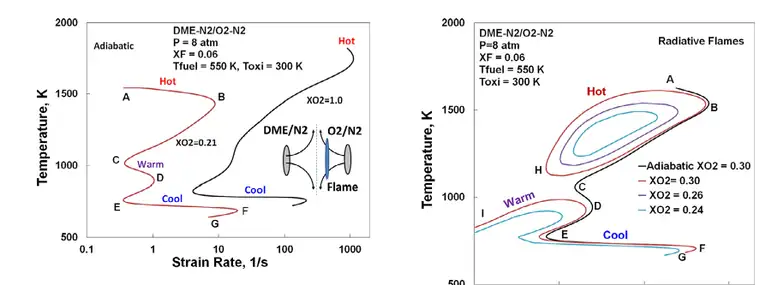 2000
DME-N2/O2-N2
P = 8 atm
XF = 0.06
Tfuel = 550 K, Toxi = 300 K
Adiabatic
Hot
Hot
A
B
XO2=1.0
XO2=0.21
DME/N2
O2/N2
Flame
C
Warm
D
Cool
Cool
E
F
G
1500
1000
500
Temperature, K
0.1
1
10
100
1000
Strain Rate, 1/s
2000
DME-N2/O2-N2
P=8 atm
XF = 0.06
Tfuel = 550 K
Toxi = 300 K
Radiative Flames
A
Hot
B
H
Adiabatic XO2 = 0.30
XO2= 0.30
XO2 = 0.26
XO2 = 0.24
C
Warm
I
D
Cool
E
F
G
1500
1000
500
Temperature, K